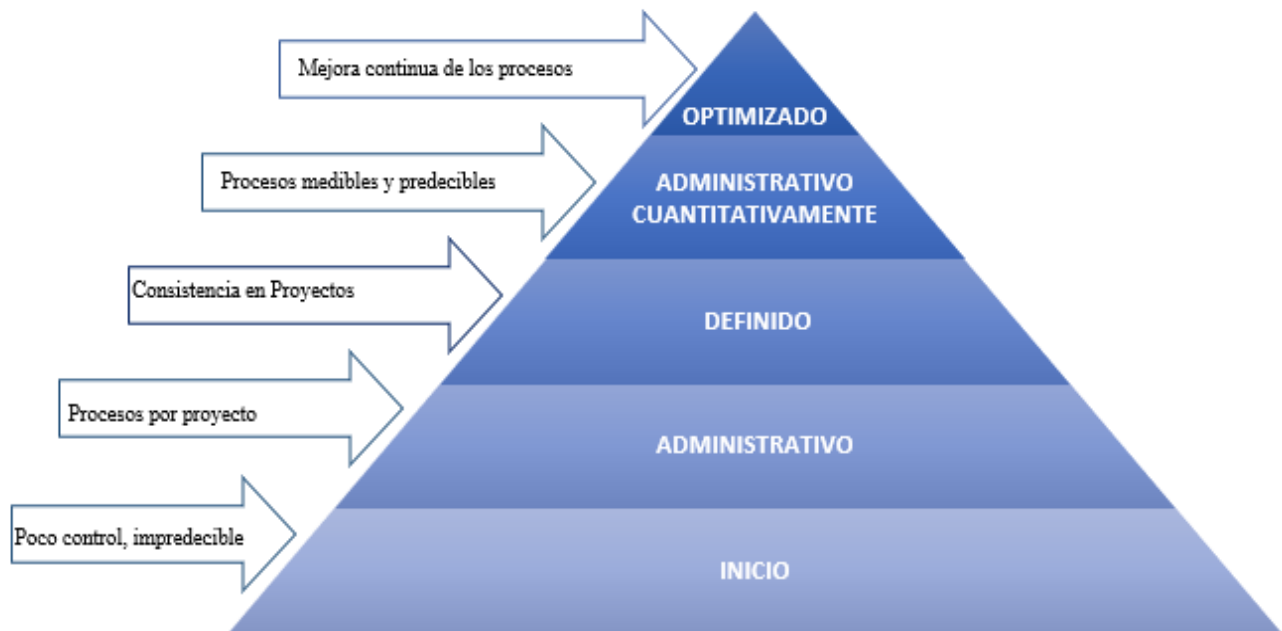 Mejora continua de los procesos
OPTIMIZADO
Procesos medibles y predecibles
ADMINISTRATIVO
CUANTITATIVAMENTE
Consistencia en Proyectos
DEFINIDO
Procesos por proyecto
ADMINISTRATIVO
Poco control, impredecible
INICIO